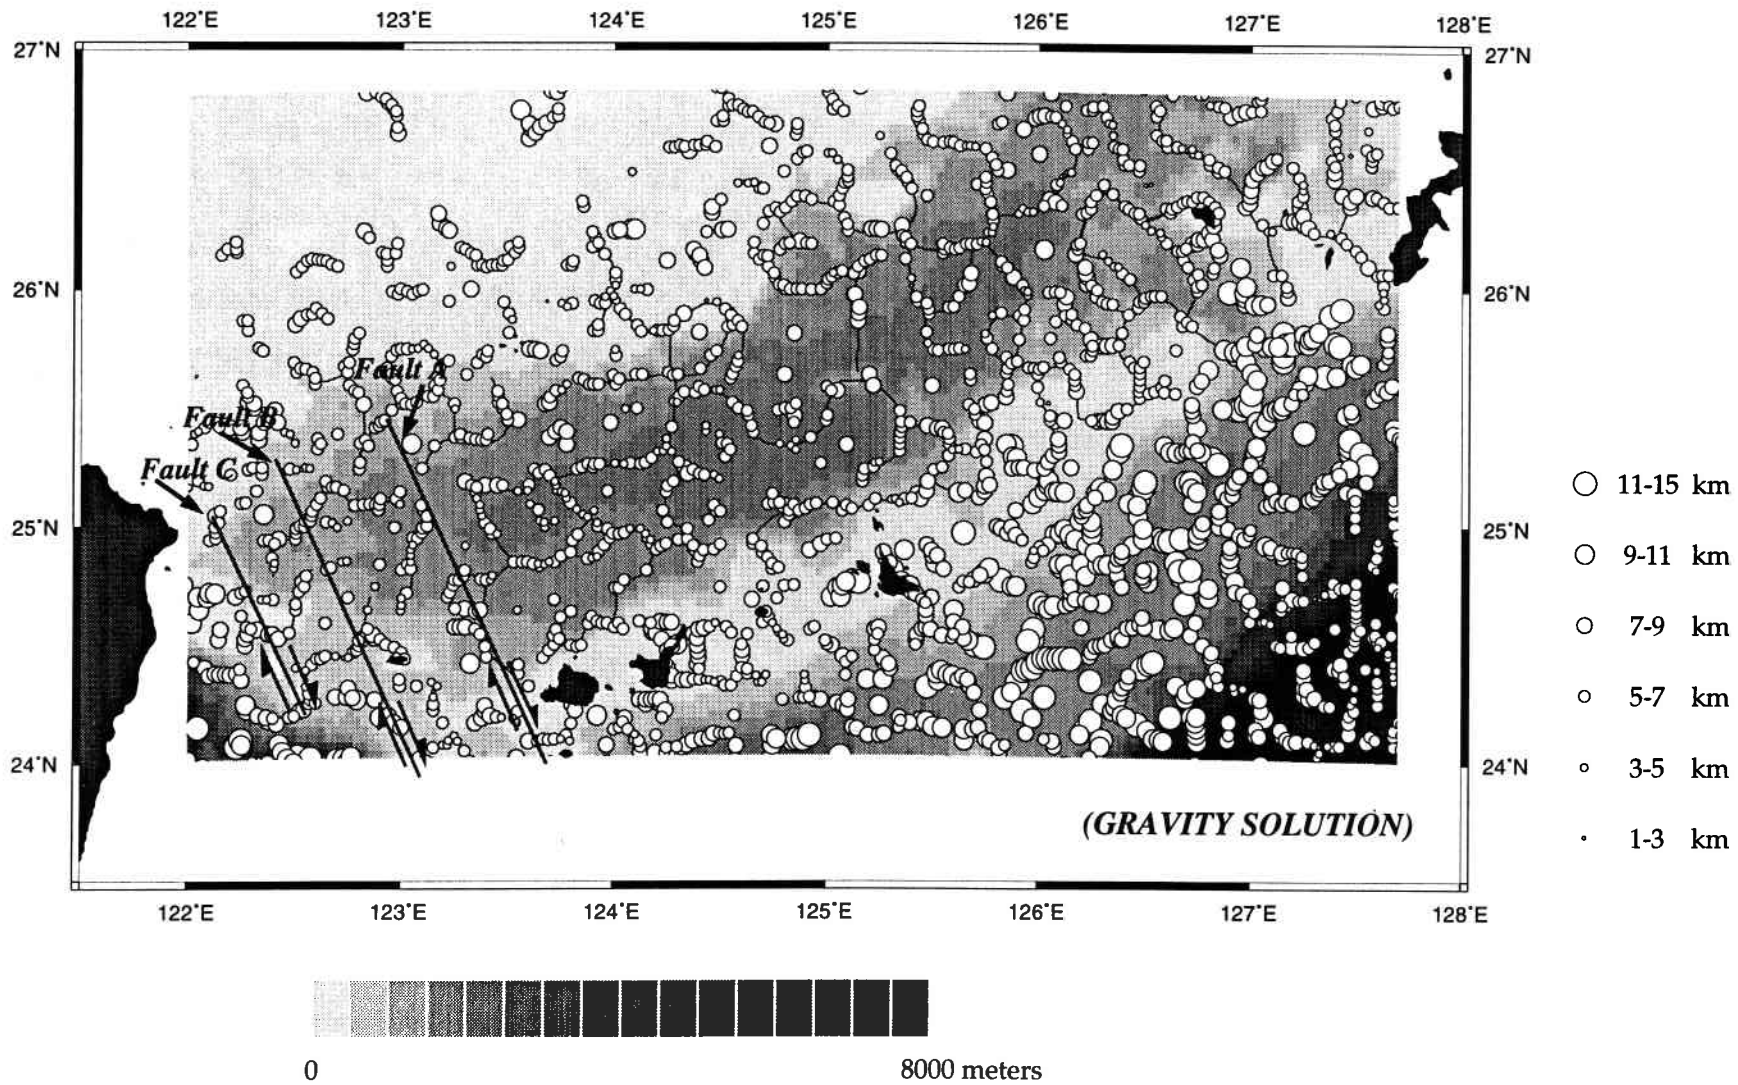 122°E 123°E 124°E 125°E 126°E 127°E 128°E
27°N 27°N
Fault A
Fault B
Fault C
26°N 26°N
25°N 25°N
24°N 24°N
11-15 km
9-11 km
7-9 km
5-7 km
3-5 km
1-3 km
(GRAVITY SOLUTION)
122°E 123°E 124°E 125°E 126°E 127°E 128°E
0 8000 meters